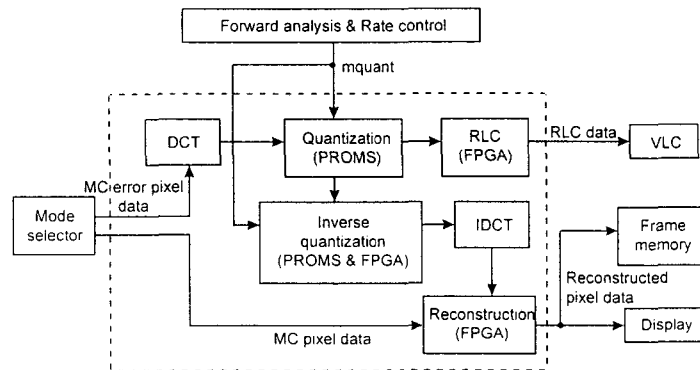 Forward analysis & Rate control
mquant
DCT
Quantization
(PROMS)
RLC
(FPGA)
RLC data
VLC
MC error pixel
data
Mode
selector
Inverse
quantization
(PROMS & FPGA)
IDCT
Frame
memory
Reconstructed
pixel data
Reconstruction
(FPGA)
MC pixel data
Display